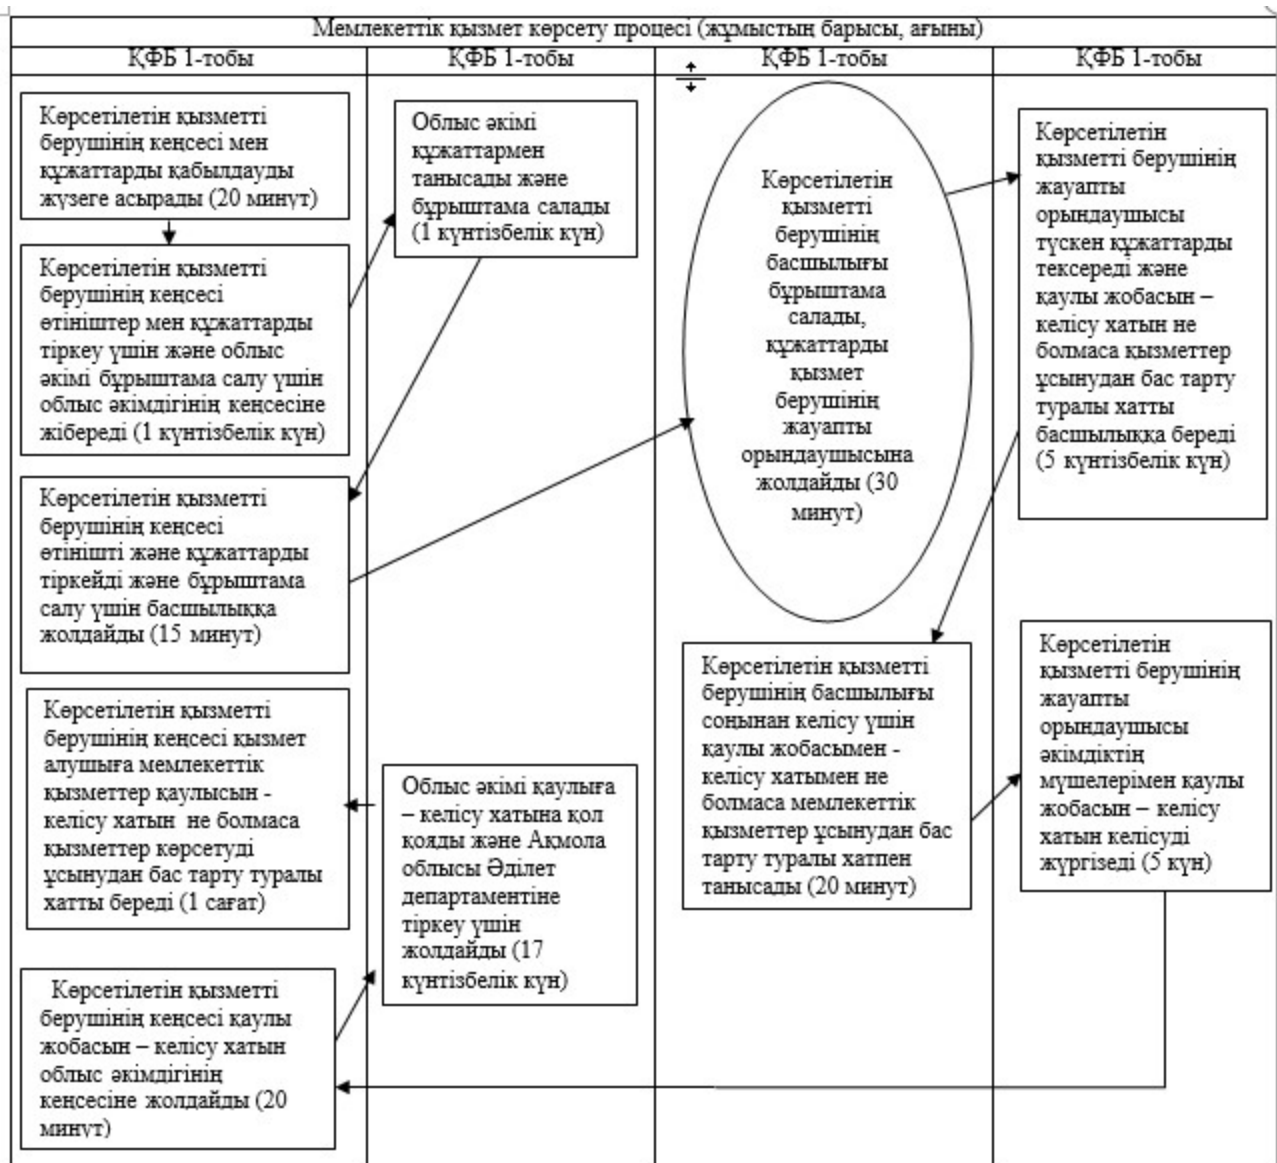 Мемлекеттік қызмет көрсету процесі (жұмыстың барысы, ағыны)
ҚФБ 1-тобы
ҚФБ 1-тобы
ҚФБ 1-тобы
ҚФБ 1-тобы
Көрсетілетін қызметті
берушінің кеңсесі мен
құжаттарды қабылдауды
жүзеге асырады (20 минут)
Көрсетілетін қызметті
берушінің кеңсесі
өтініштер мен құжаттарды
тіркеу үшін және облыс
әкімі бұрыштама салу үшін
облыс әкімдігінің кеңсесіне
жібереді (1 күнтізбелік күн)
Көрсетілетін қызметті
берушінің кеңсесі
өтінішті және құжаттарды
тіркейді және бұрыштама
салу үшін басшылыққа
жолдайды (15 минут)
Көрсетілетін қызметті
берушінің кеңсесі қызмет
алушыға мемлекеттік
қызметтер қаулысын -
келісу хатын не болмаса
қызметтер көрсетуді
ұсынудан бас тарту туралы
хатты береді (1 сағат)
Көрсетілетін қызметті
берушінің кеңсесі қаулы
жобасын – келісу хатын
облыс әкімдігінің
кеңсесіне жолдайды (20
минут)
Облыс әкімі
құжаттармен
танысады және
бұрыштама салады
(1 күнтізбелік күн)
Облыс әкімі қаулыға
– келісу хатына қол
қояды және Ақмола
облысы Әділет
департаментіне
тіркеу үшін
жолдайды (17
күнтізбелік күн)
Көрсетілетін
қызметті
берушінің
басшылығы
бұрыштама
салады,
құжаттарды
қызмет
берушінің
жауапты
орындаушысына
жолдайды (30
минут)
Көрсетілетін қызметті
берушінің басшылығы
соңынан келісу үшін
қаулы жобасымен -
келісу хатымен не
болмаса мемлекеттік
қызметтер ұсынудан бас
тарту туралы хатпен
танысады (20 минут)
Көрсетілетін
қызметті берушінің
жауапты
орындаушысы
түскен құжаттарды
тексереді және
қаулы жобасын –
келісу хатын не
болмаса қызметтер
ұсынудан бас тарту
туралы хатты
басшылыққа береді
(5 күнтізбелік күн)
Көрсетілетін
қызметті берушінің
жауапты
орындаушысы
әкімдіктің
мүшелерімен қаулы
жобасын – келісу
хатын келісуді
жүргізеді (5 күн)